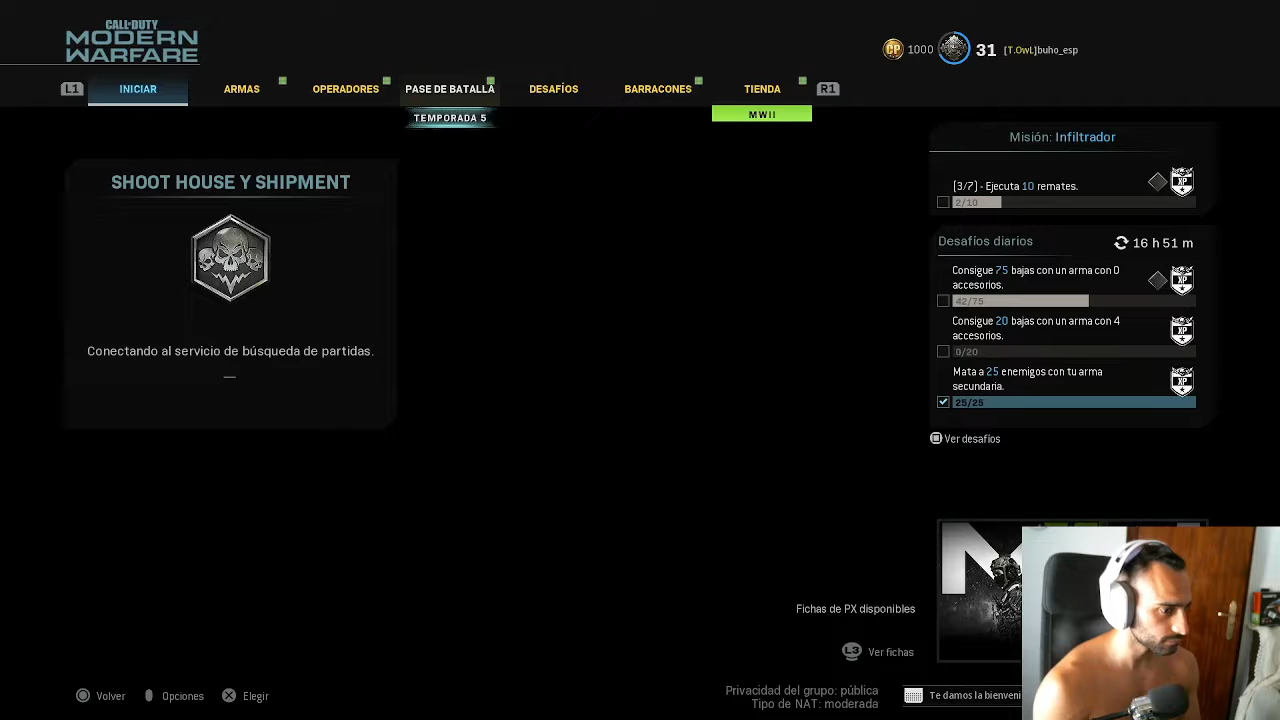 CALL OF DUTY
MODERN
WARFARE
CP 1000 31 [T.OwL]buho_esp
L1 INICIAR ARMAS OPERADORES PASE DE BATALLA DESAFÍOS BARRACONES TIENDA R1
TEMPORADA 5 MWII
Misión: Infiltrador
[3/7] - Ejecuta 10 remates.
XP
2/10
SHOOT HOUSE Y SHIPMENT
Conectando al servicio de búsqueda de partidas.
Desafíos diarios 16 h 51 m
Consigue 75 bajas con un arma con 0
accesorios.
XP
42/75
Consigue 20 bajas con un arma con 4
accesorios.
XP
0/20
Mata a 25 enemigos con tu arma
secundaria.
XP
25/25
Ver desafíos
Fichas de PX disponibles
L3 Ver fichas
Privacidad del grupo: pública
Tipo de NAT: moderada
Te damos la bienveni
Volver Opciones Elegir